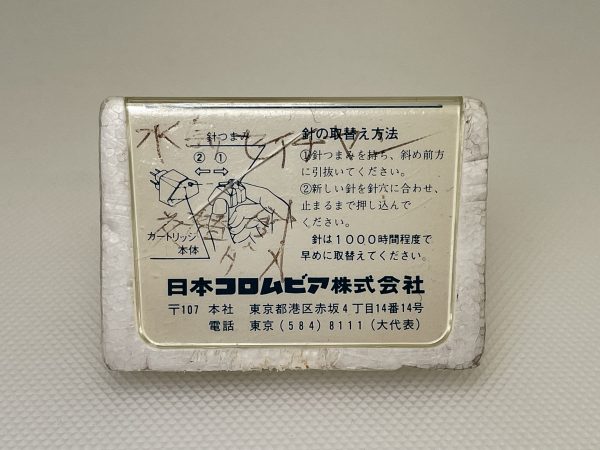 針つまみ
② ①
カートリッジ
本体
針の取替え方法
①針つまみを持ち、斜め前方
に引抜いてください。
②新しい針を針穴に合わせ、
止まるまで押し込んで
ください。
針は1000時間程度で
早めに取替えてください。
日本コロムビア株式会社
〒107 本社 東京都港区赤坂4丁目14番14号
電話 東京(584)8111(大代表)